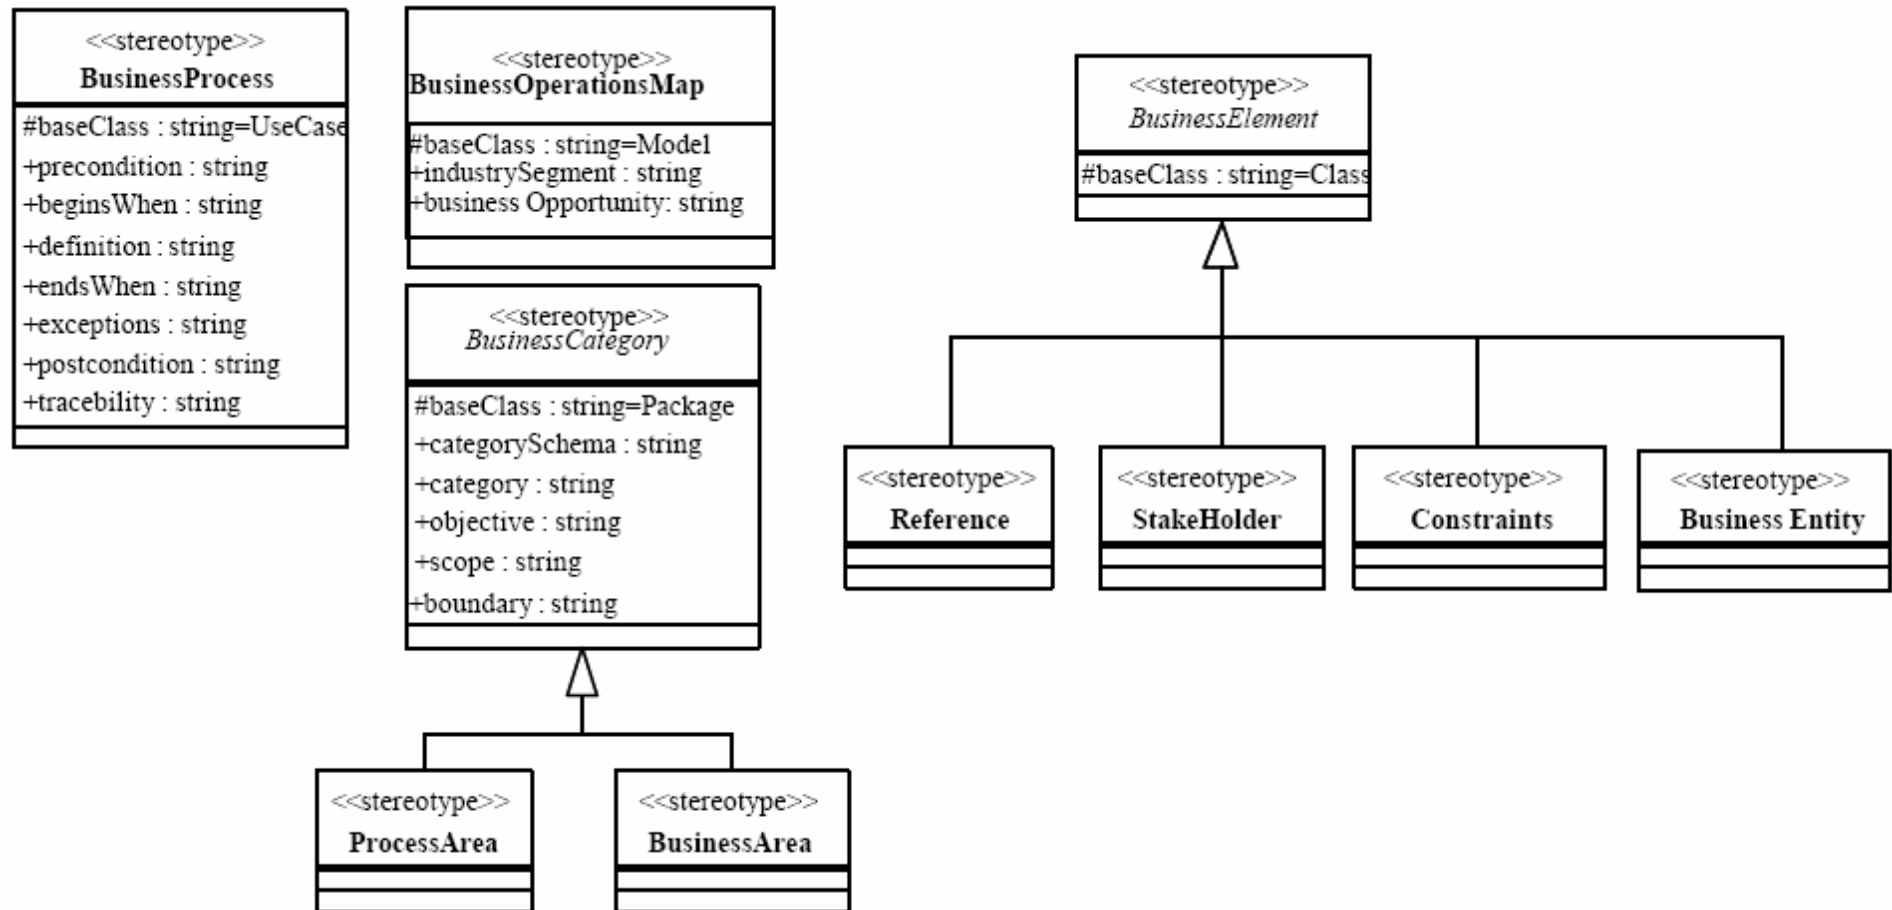 <<stereotype>>
BusinessProcess
#baseClass : string=UseCase
+precondition : string
+beginsWhen : string
+definition : string
+endsWhen : string
+exceptions : string
+postcondition : string
+tracebility : string
<<stereotype>>
BusinessOperationsMap
#baseClass : string=Model
+industrySegment : string
+business Opportunity: string
<<stereotype>>
BusinessCategory
#baseClass : string=Package
+categorySchema : string
+category : string
+objective : string
+scope : string
+boundary : string
<<stereotype>>
ProcessArea
<<stereotype>>
BusinessArea
<<stereotype>>
BusinessElement
#baseClass : string=Class
<<stereotype>>
Reference
<<stereotype>>
StakeHolder
<<stereotype>>
Constraints
<<stereotype>>
Business Entity